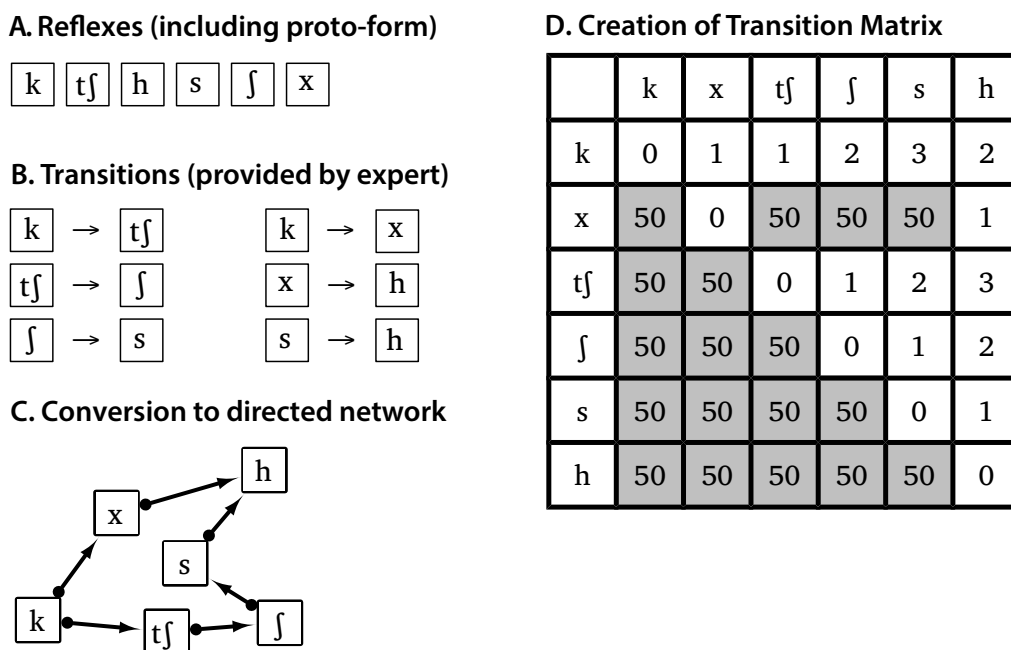 A. Reflexes (including proto-form)
k tʃ h s ʃ x
B. Transitions (provided by expert)
k → tʃ k → x
tʃ → ʃ x → h
ʃ → s s → h
C. Conversion to directed network
h
x
s
k tʃ ʃ
D. Creation of Transition Matrix
k x tʃ ʃ s h
k 0 1 1 2 3 2
x 50 0 50 50 50 1
tʃ 50 50 0 1 2 3
ʃ 50 50 50 0 1 2
s 50 50 50 50 0 1
h 50 50 50 50 50 0